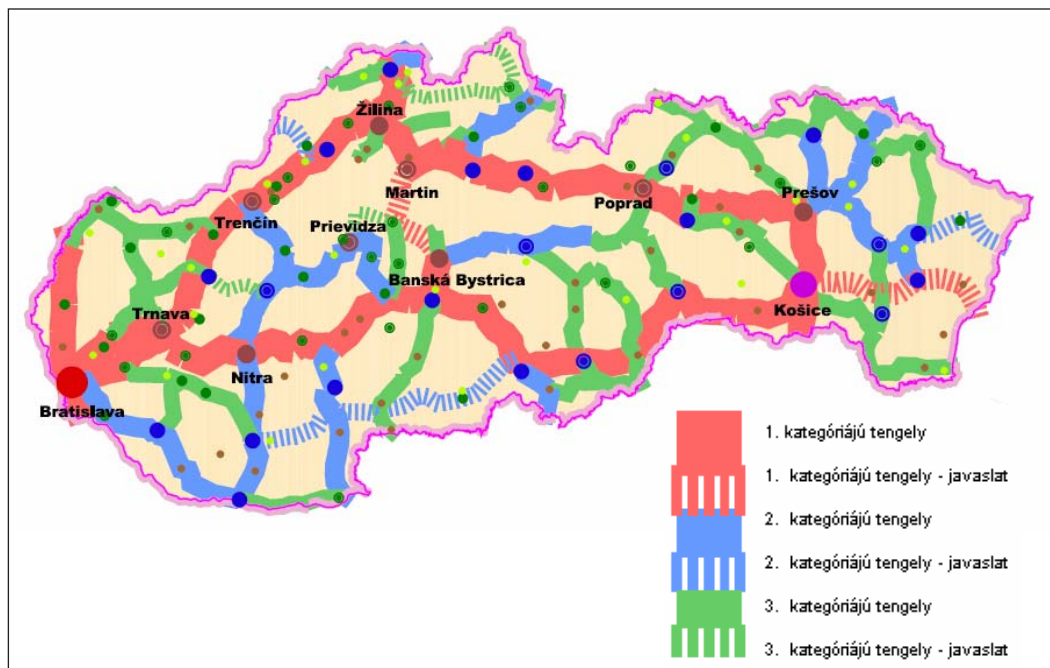 Žilina
Martin
Poprad
Prešov
Trenčín
Prievidza
Banská Bystrica
Košice
Trnava
Nitra
Bratislava
1. kategóriájú tengely
1. kategóriájú tengely - javaslat
2. kategóriájú tengely
2. kategóriájú tengely - javaslat
3. kategóriájú tengely
3. kategóriájú tengely - javaslat